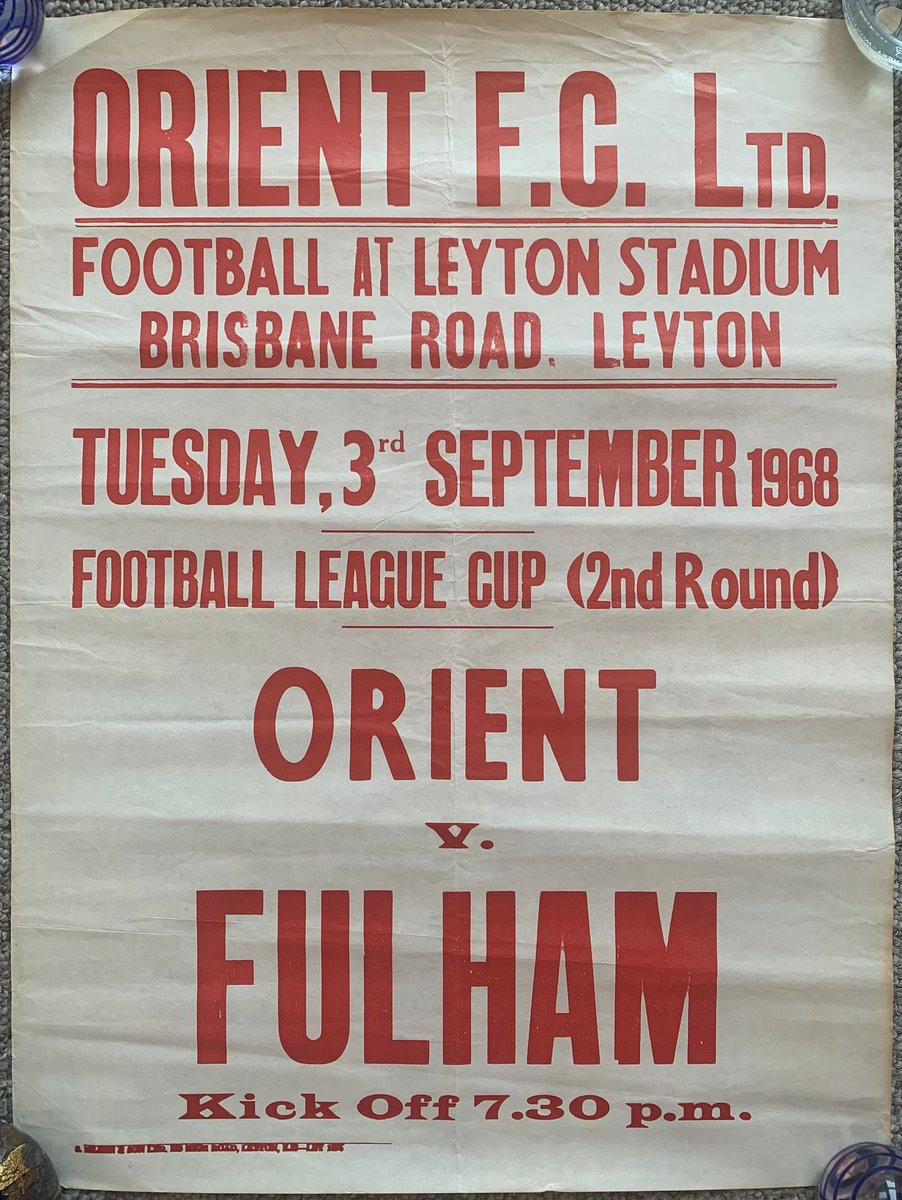 ORIENT F.C. LTD.
FOOTBALL AT LEYTON STADIUM
BRISBANE ROAD, LEYTON
TUESDAY, 3rd SEPTEMBER 1968
FOOTBALL LEAGUE CUP (2nd Round)
ORIENT
v.
FULHAM
Kick Off 7.30 p.m.